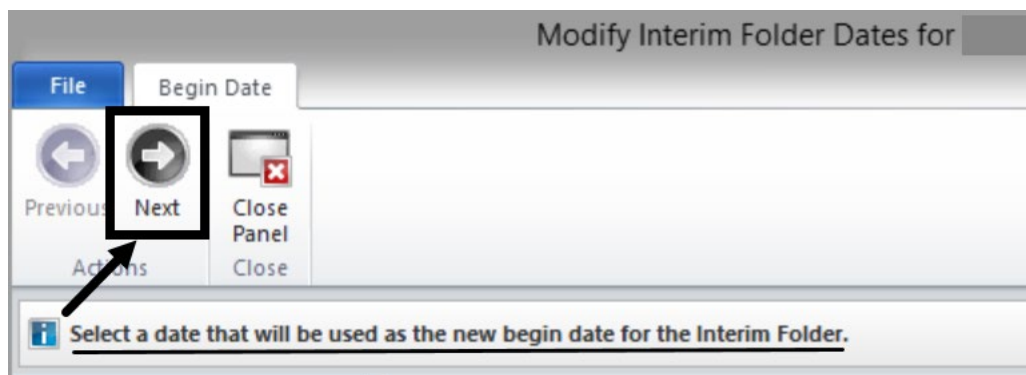 Modify Interim Folder Dates for
File Begin Date
Previous Next Close
Panel
Actions Close
Select a date that will be used as the new begin date for the Interim Folder.